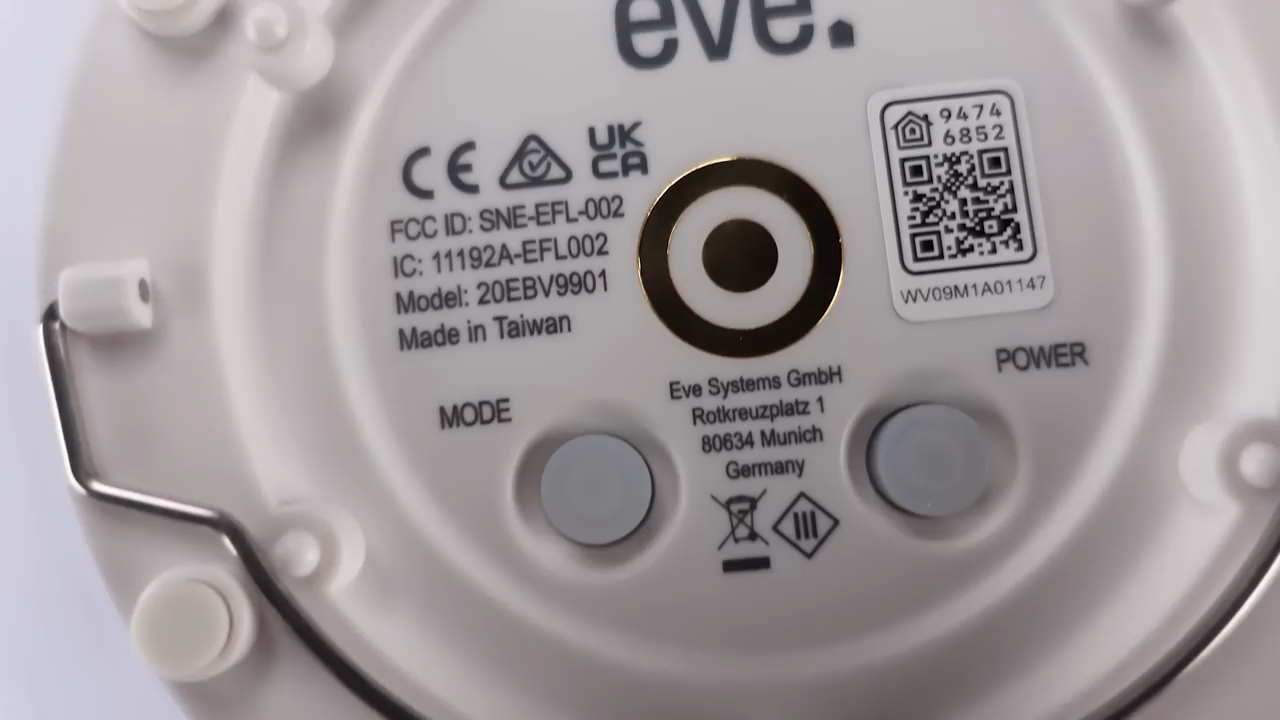 eve.
CE
UK
CA
FCC ID: SNE-EFL-002
IC: 11192A-EFL002
Model: 20EBV9901
Made in Taiwan
9474
6852
WV09M1A01147
MODE
POWER
Eve Systems GmbH
Rotkreuzplatz 1
80634 Munich
Germany